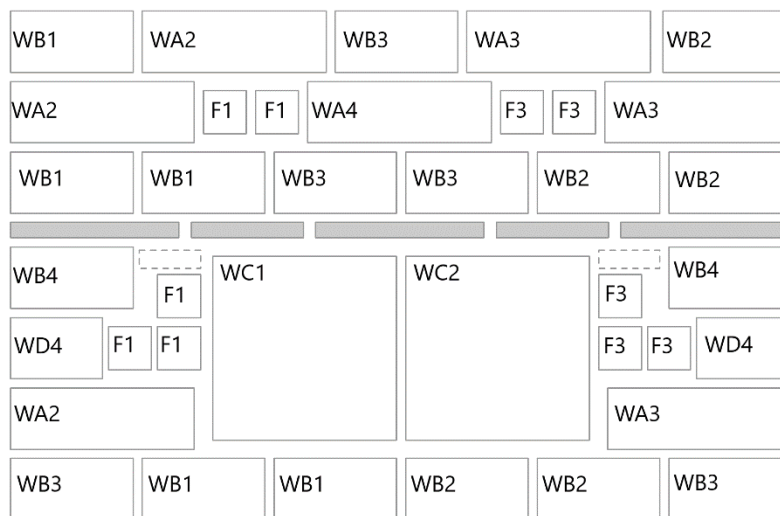 WB1 WA2 WB3 WA3 WB2
WA2 F1 F1 WA4 F3 F3 WA3
WB1 WB1 WB3 WB3 WB2 WB2
WB4 WC1 WC2 WB4
F1 F3
WD4 F1 F1 F3 F3 WD4
WA2 WA3
WB3 WB1 WB1 WB2 WB2 WB3